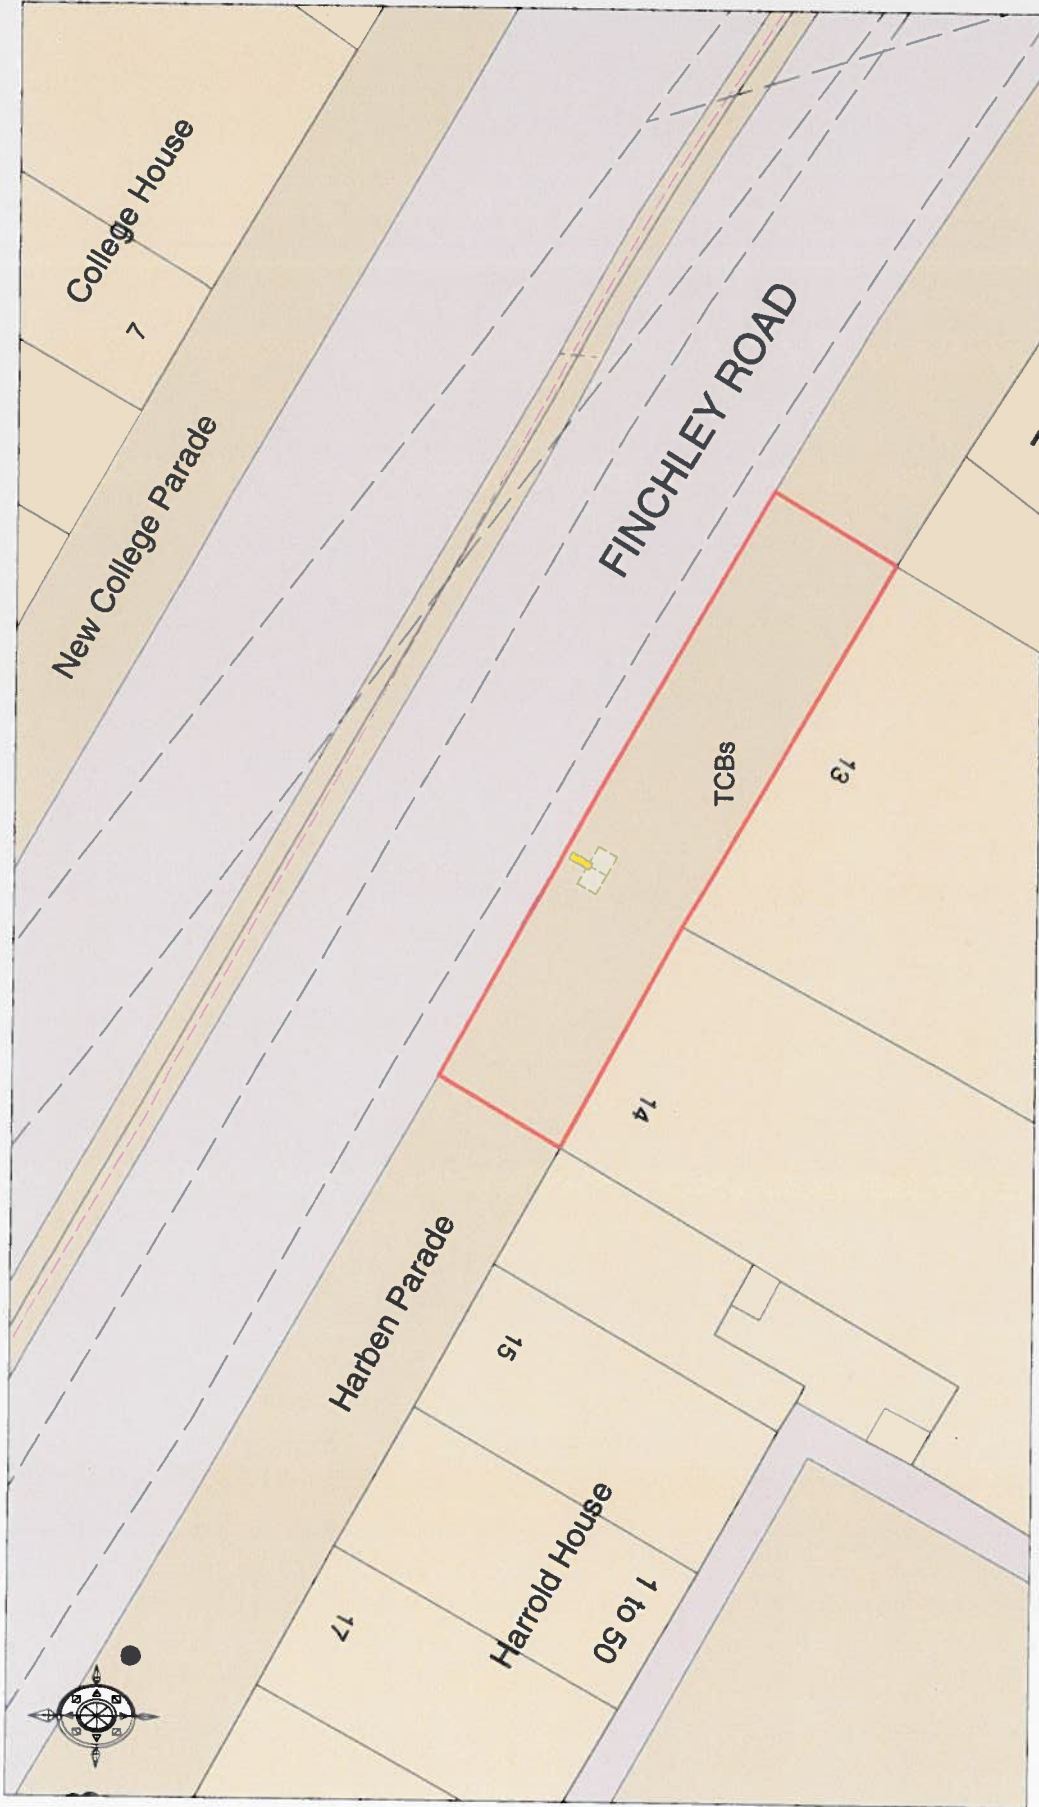 College House
7
New College Parade
FINCHLEY ROAD
TCBs
13
14
Harben Parade
15
Harrold House
1 to 50
17